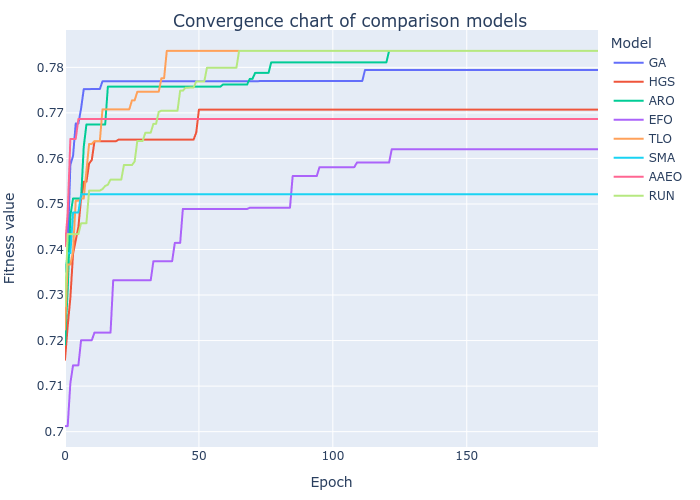 Convergence chart of comparison models
Model
GA
HGS
ARO
EFO
TLO
SMA
AAEO
RUN
Fitness value
0.78
0.77
0.76
0.75
0.74
0.73
0.72
0.71
0.7
0
50
100
150
Epoch